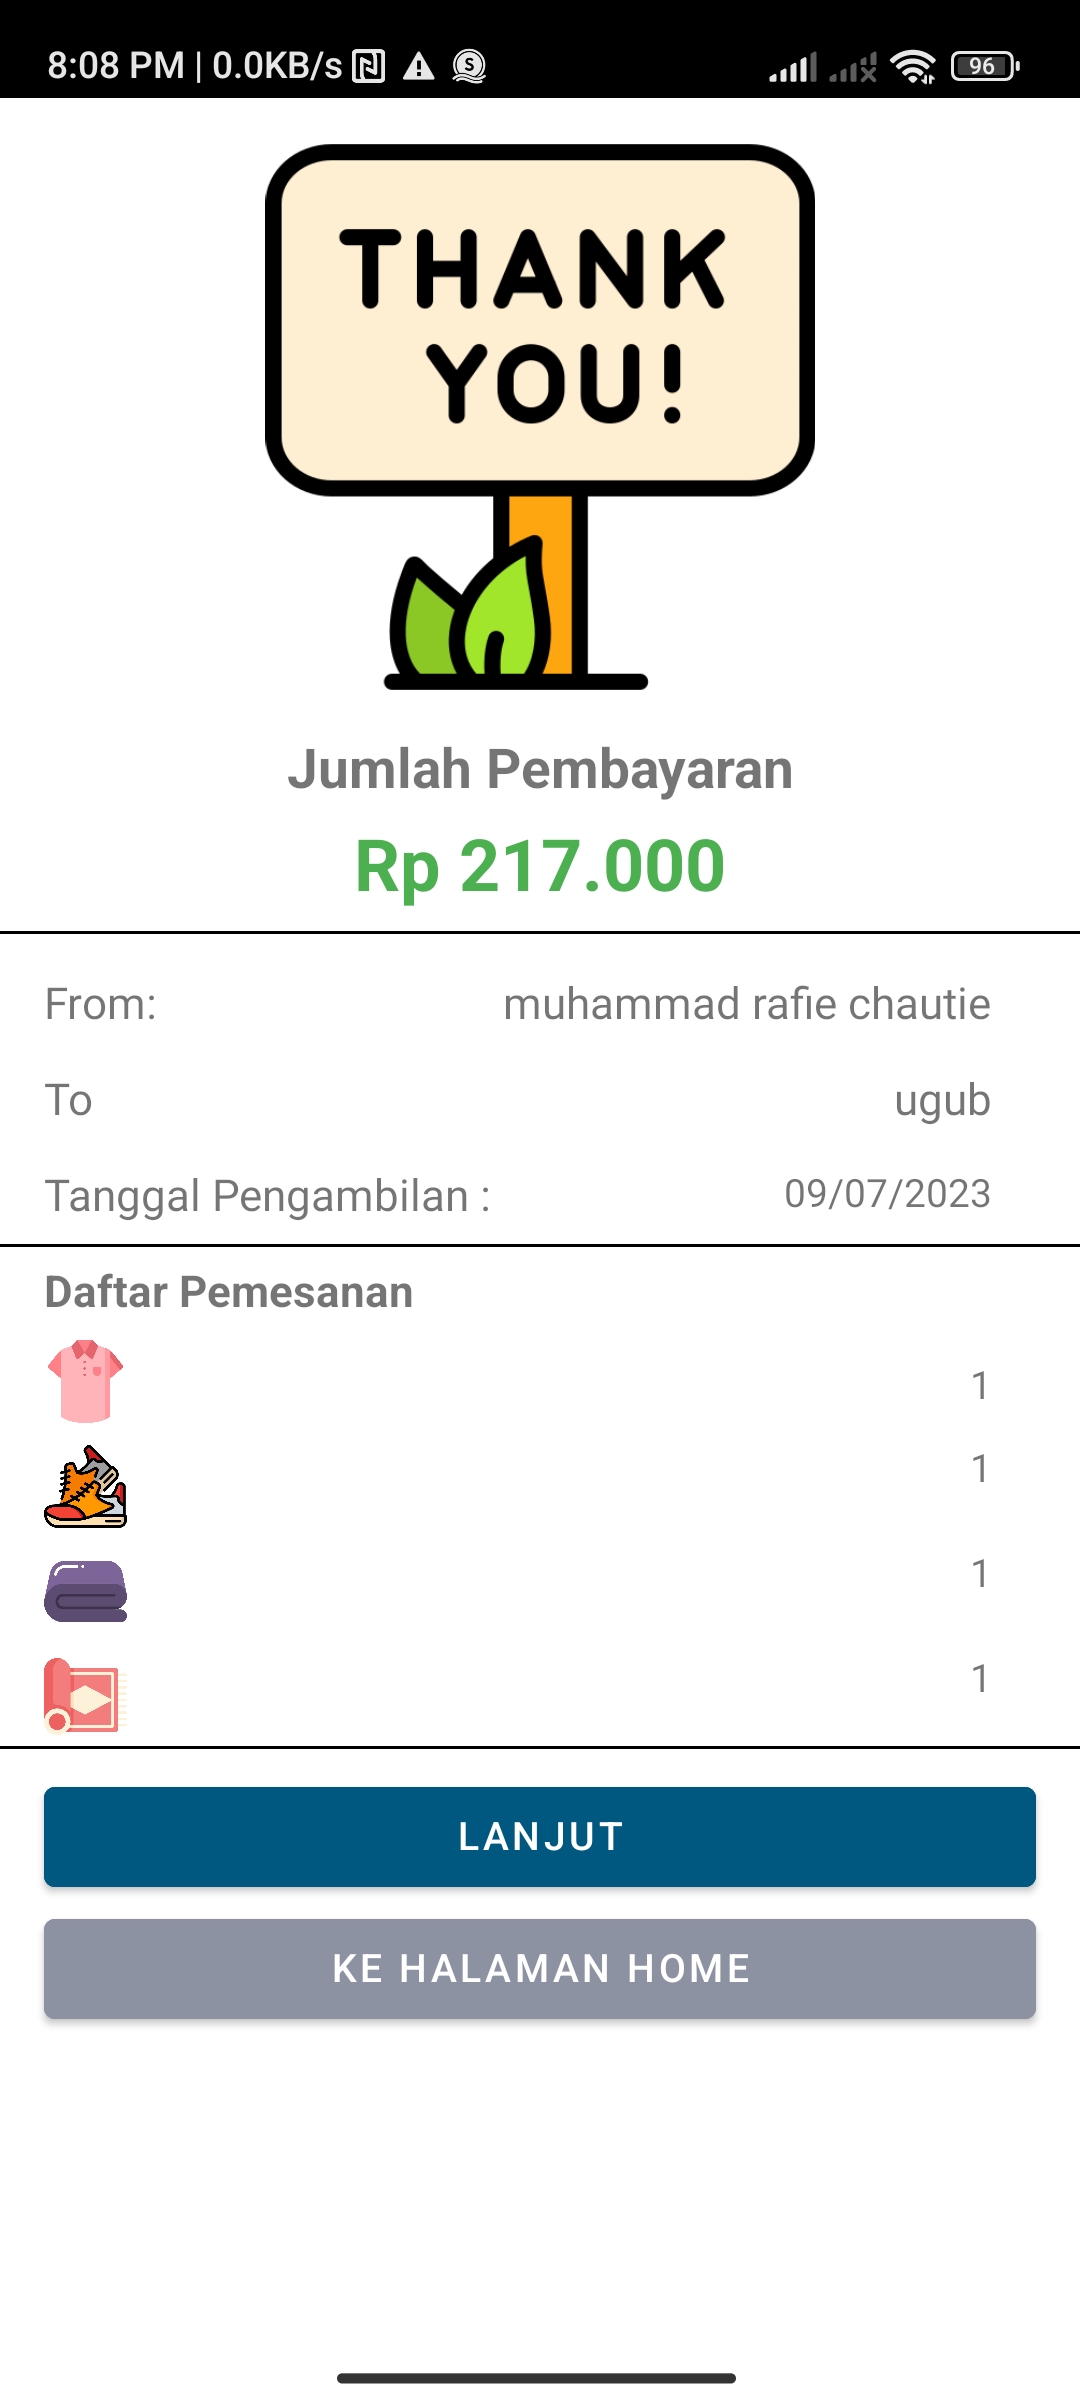 8:08 PM | 0.0KB/s
96
THANK
YOU!
Jumlah Pembayaran
Rp 217.000
From: muhammad rafie chautie
To ugub
Tanggal Pengambilan : 09/07/2023
Daftar Pemesanan
1
1
1
1
LANJUT
KE HALAMAN HOME